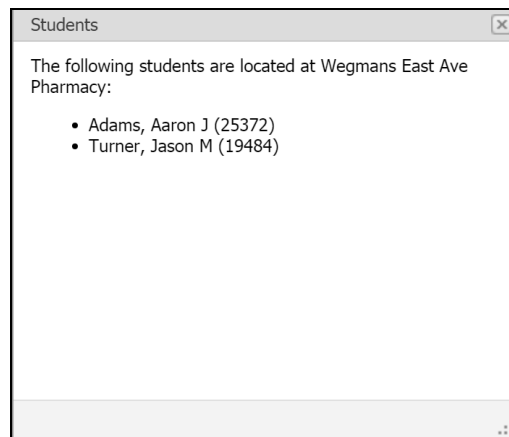 Students
The following students are located at Wegmans East Ave
Pharmacy:
• Adams, Aaron J (25372)
• Turner, Jason M (19484)